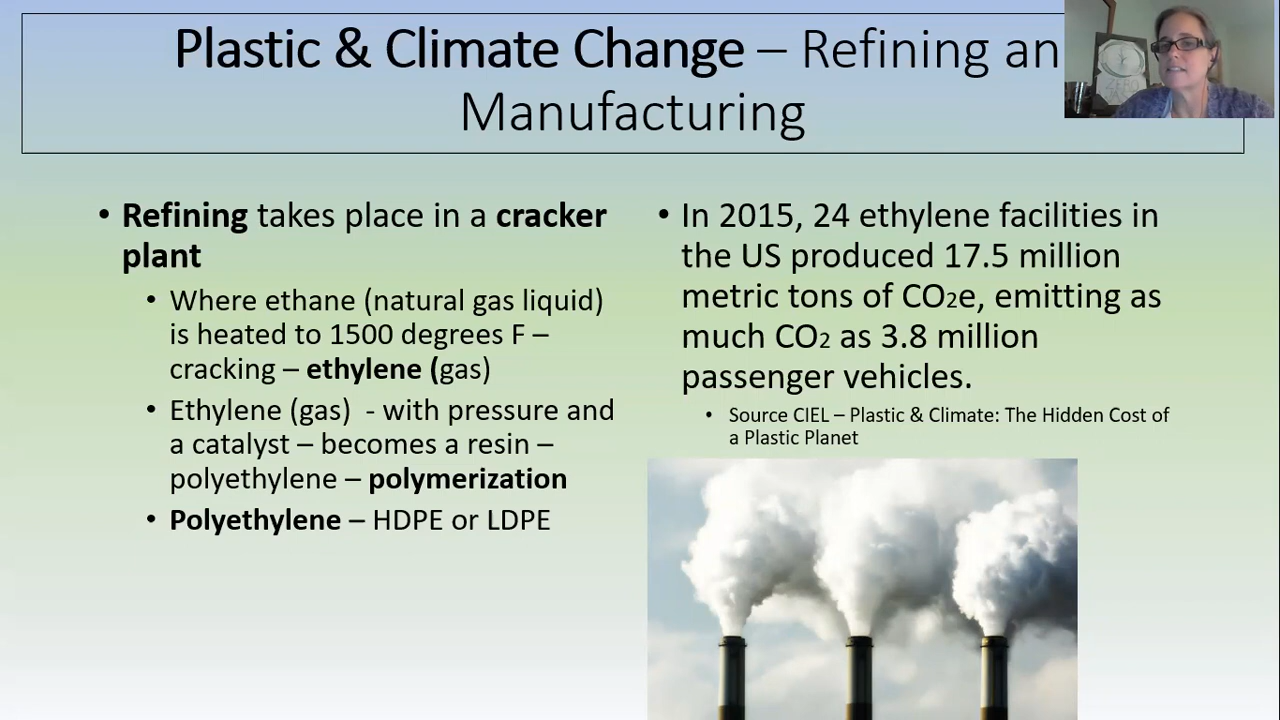 Plastic & Climate Change – Refining an
Manufacturing
• Refining takes place in a cracker
plant
• Where ethane (natural gas liquid)
is heated to 1500 degrees F –
cracking – ethylene (gas)
• Ethylene (gas)  - with pressure and
a catalyst – becomes a resin –
polyethylene – polymerization
• Polyethylene – HDPE or LDPE
• In 2015, 24 ethylene facilities in
the US produced 17.5 million
metric tons of CO2e, emitting as
much CO2 as 3.8 million
passenger vehicles.
• Source CIEL – Plastic & Climate: The Hidden Cost of
a Plastic Planet